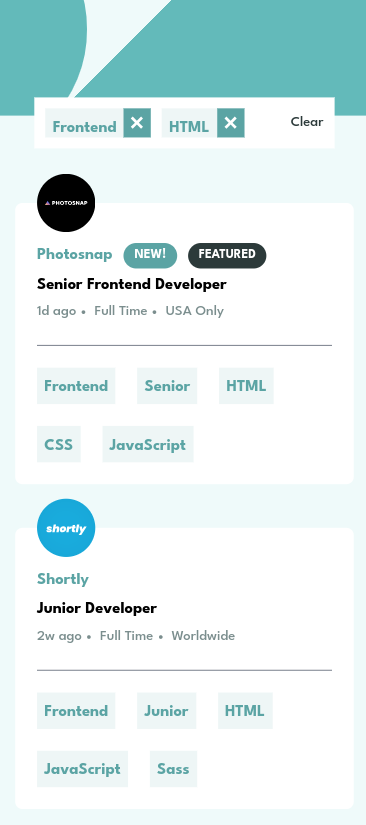 Frontend HTML Clear
PHOTOSNAP
Photosnap NEW! FEATURED
Senior Frontend Developer
1d ago • Full Time • USA Only
Frontend Senior HTML
CSS JavaScript
shortly
Shortly
Junior Developer
2w ago • Full Time • Worldwide
Frontend Junior HTML
JavaScript Sass